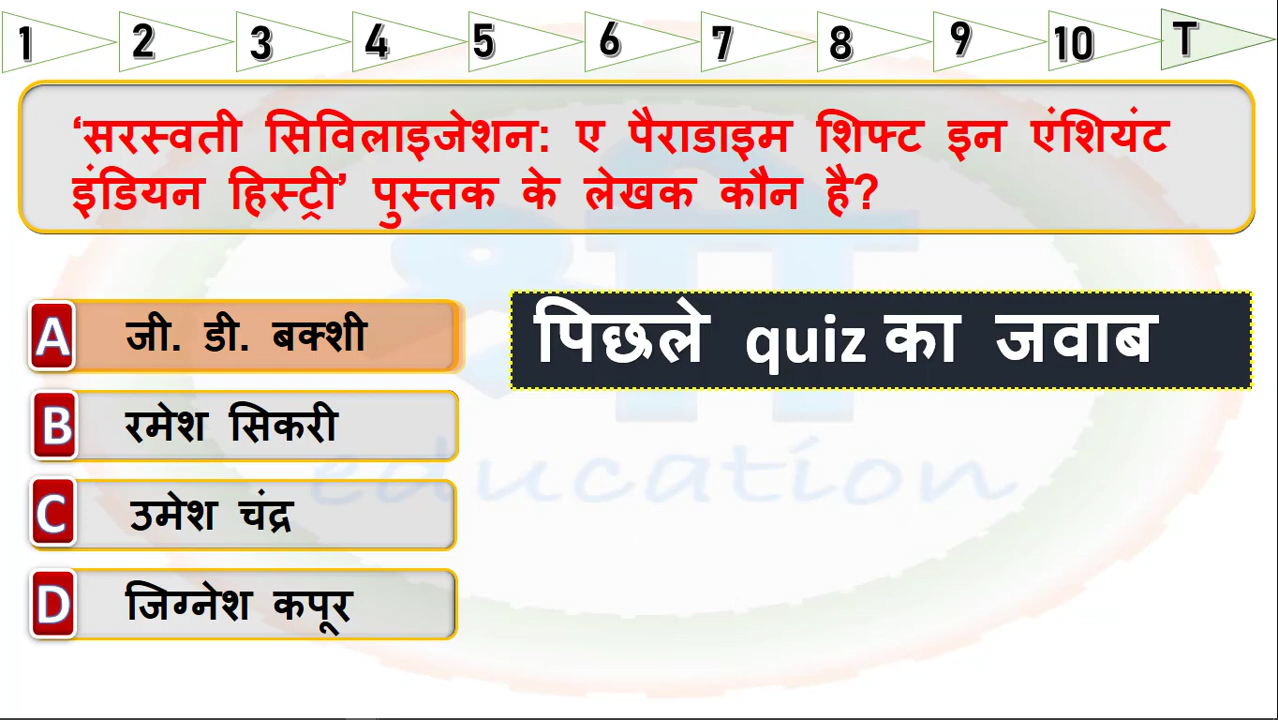 1 2 3 4 5 6 7 8 9 10 T
‘सरस्वती सिविलाइजेशन: ए पैराडाइम शिफ्ट इन एंशियंट
इंडियन हिस्ट्री’ पुस्तक के लेखक कौन है?
A जी. डी. बक्शी
पिछले quiz का जवाब
B रमेश सिकरी
C उमेश चंद्र
D जिग्नेश कपूर
education